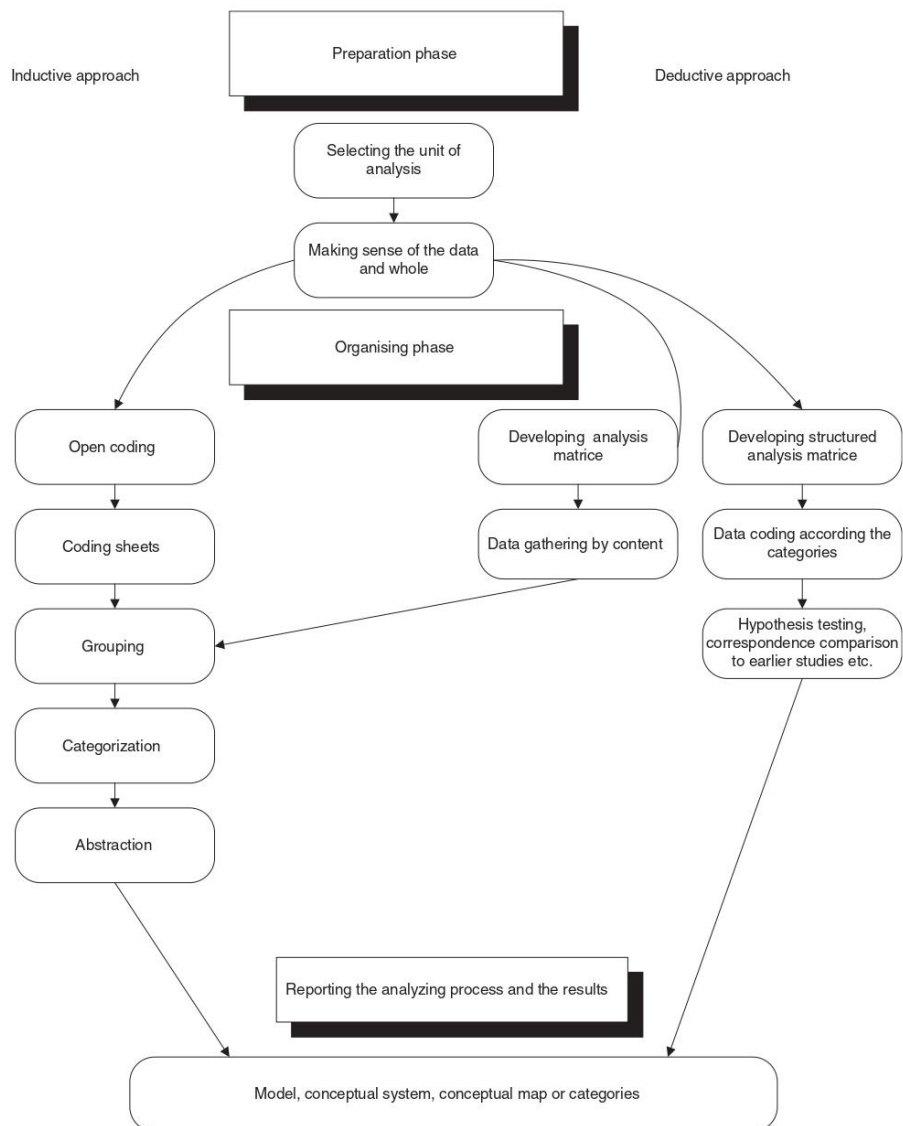 Preparation phase
Inductive approach
Deductive approach
Selecting the unit of
analysis
Making sense of the data
and whole
Organising phase
Open coding
Developing analysis
matrice
Developing structured
analysis matrice
Coding sheets
Data gathering by content
Data coding according the
categories
Grouping
Hypothesis testing,
correspondence comparison
to earlier studies etc.
Categorization
Abstraction
Reporting the analyzing process and the results
Model, conceptual system, conceptual map or categories